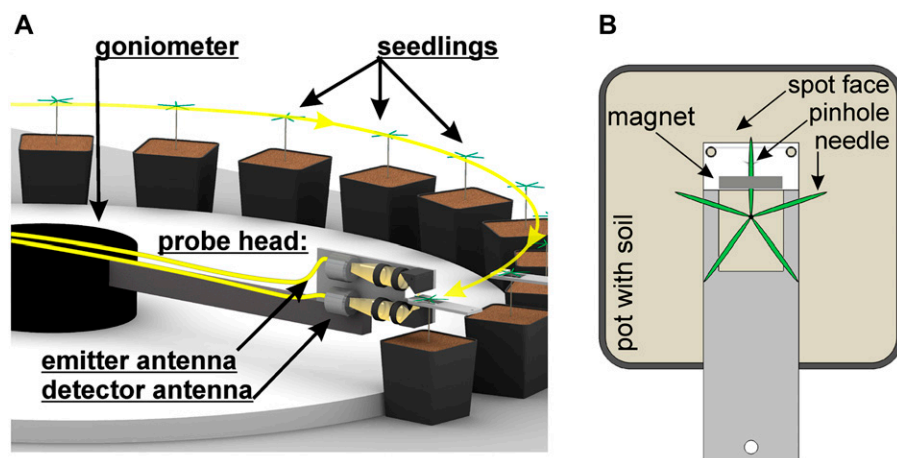 A
goniometer
seedlings
probe head:
emitter antenna
detector antenna
B
spot face
pinhole
magnet
needle
pot with soil